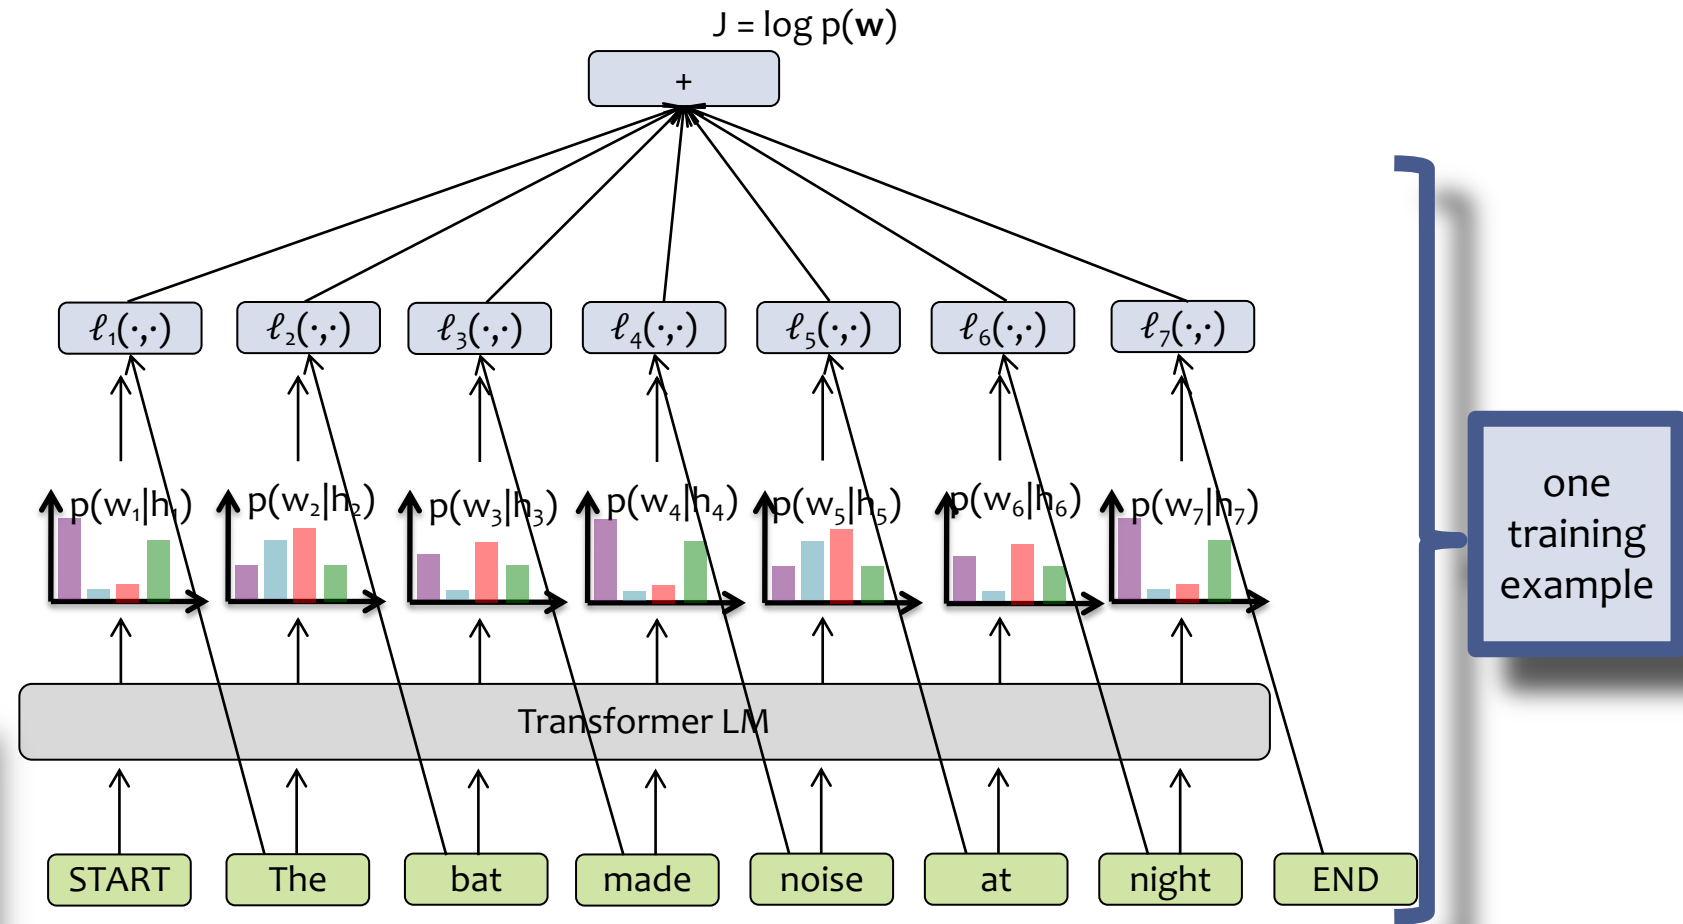 J = log p(w)
+
ℓ₁(·,·) ℓ₂(·,·) ℓ₃(·,·) ℓ₄(·,·) ℓ₅(·,·) ℓ₆(·,·) ℓ₇(·,·)
p(w₁|h₁) p(w₂|h₂) p(w₃|h₃) p(w₄|h₄) p(w₅|h₅) p(w₆|h₆) p(w₇|h₇)
one
training
example
Transformer LM
START The bat made noise at night END